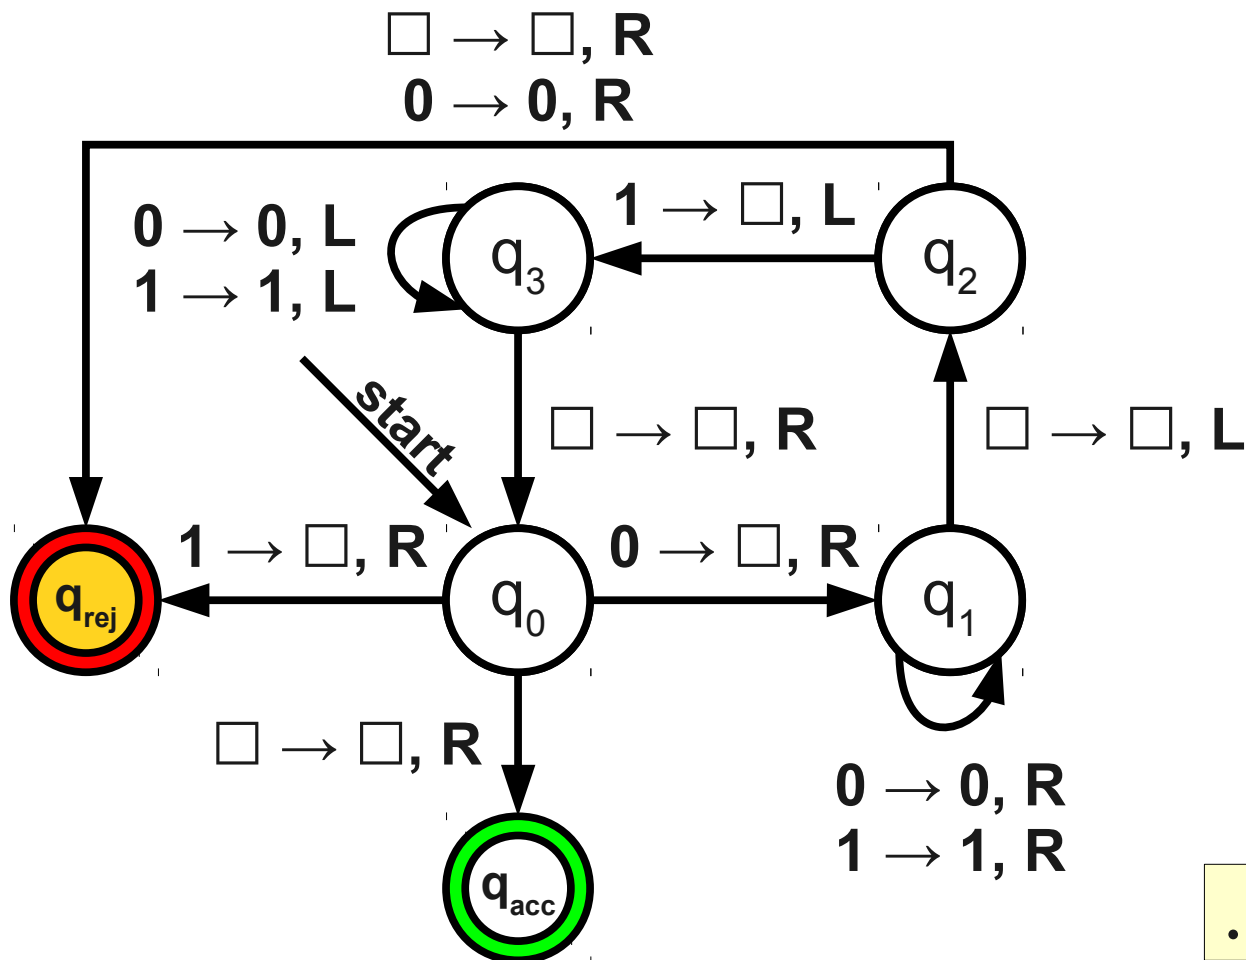 □ → □, R
0 → 0, R
0 → 0, L
1 → 1, L
q3
1 → □, L
q2
start
□ → □, R
□ → □, L
qrej
1 → □, R
q0
0 → □, R
q1
□ → □, R
0 → 0, R
1 → 1, R
qacc
.